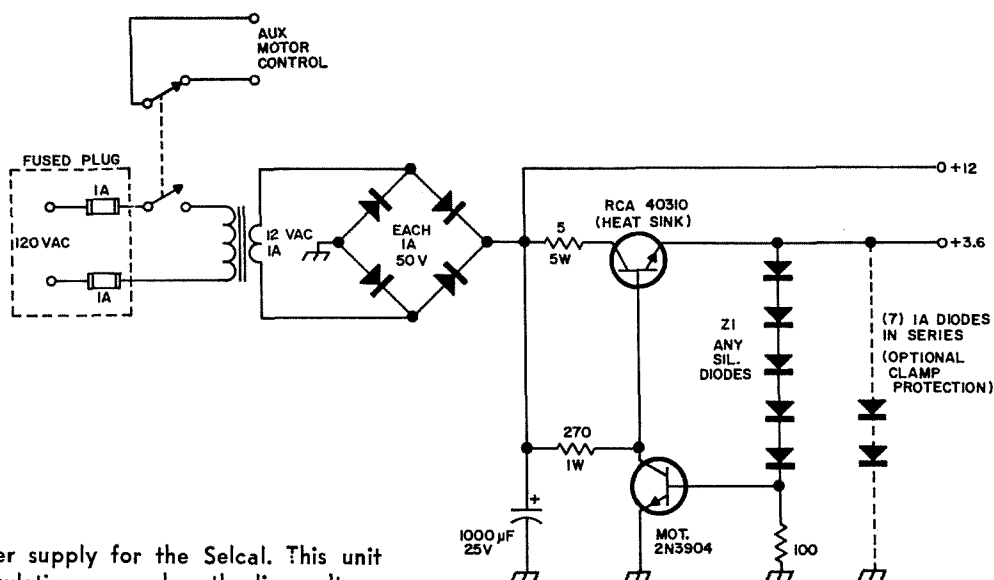 AUX
MOTOR
CONTROL
FUSED PLUG
1A
120 VAC
1A
12 VAC
1A
EACH
1A
50 V
+12
RCA 40310
(HEAT SINK)
5
5W
+3.6
Z1
ANY
SIL.
DIODES
(7) 1A DIODES
IN SERIES
(OPTIONAL
CLAMP
PROTECTION)
270
1W
+
1000 µF
25V
MOT.
2N3904
100
er supply for the Selcal. This unit